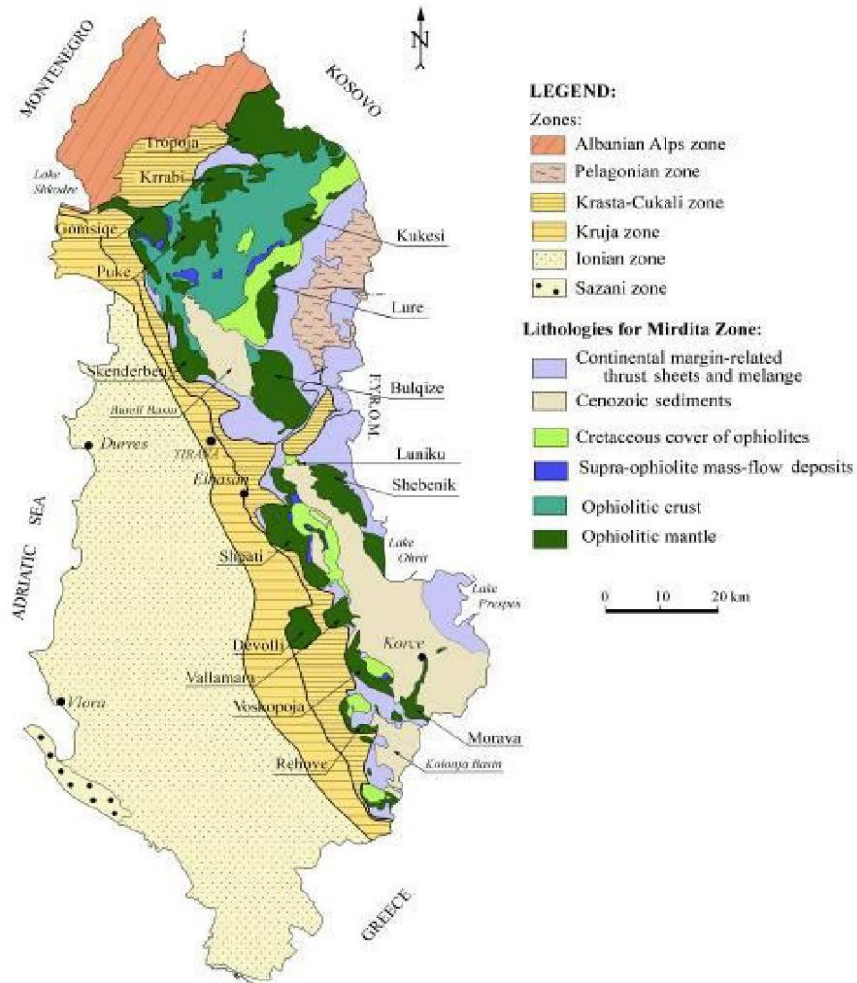 MONTENEGRO
KOSOVO
N
Tropoja
Krrabi
Lake
Shkodre
Gomsiqe
Puke
Kukesi
Lure
Skenderbeu
Bulqize
Burreli Basin
F.Y.R.O.M.
Durres
TIRANA
Luniku
Elbasan
Shebenik
Shpati
Lake
Ohrit
Lake
Prespes
ADRIATIC SEA
Devolli
Korce
Vallamara
Vlora
Voskopoja
Morava
Rehove
Kolonja Basin
GREECE
LEGEND:
Zones:
Albanian Alps zone
Pelagonian zone
Krasta-Cukali zone
Kruja zone
Ionian zone
Sazani zone
Lithologies for Mirdita Zone:
Continental margin-related
thrust sheets and melange
Cenozoic sediments
Cretaceous cover of ophiolites
Supra-ophiolite mass-flow deposits
Ophiolitic crust
Ophiolitic mantle
0 10 20 km